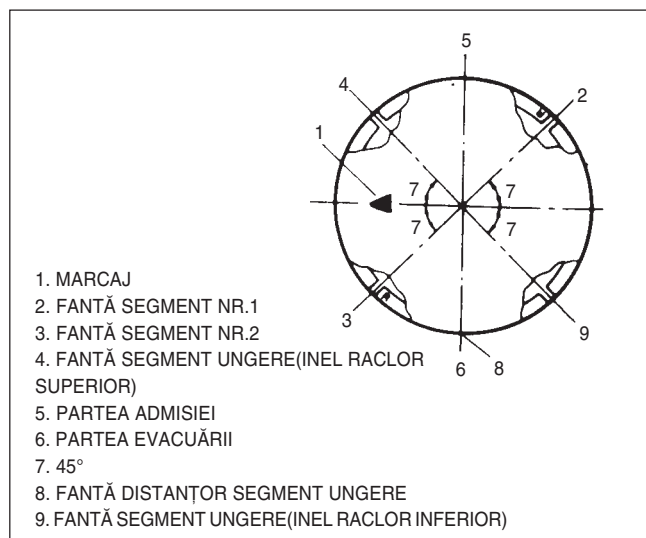 5
4
2
1
7
7
7
7
3
9
6
8
1. MARCAJ
2. FANTĂ SEGMENT NR.1
3. FANTĂ SEGMENT NR.2
4. FANTĂ SEGMENT UNGERE(INEL RACLOR
SUPERIOR)
5. PARTEA ADMISIEI
6. PARTEA EVACUĂRII
7. 45°
8. FANTĂ DISTANȚOR SEGMENT UNGERE
9. FANTĂ SEGMENT UNGERE(INEL RACLOR INFERIOR)